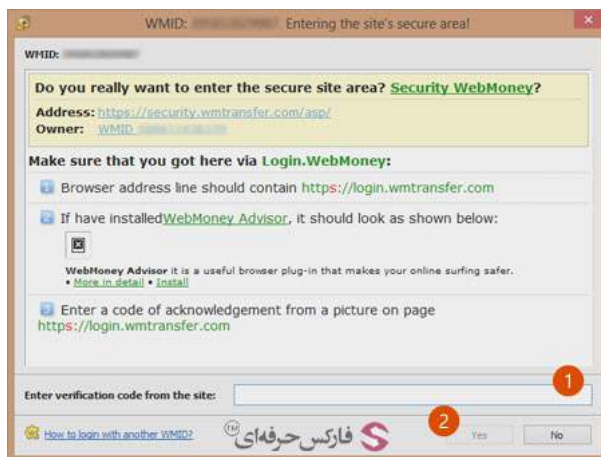 WMID: Entering the site's secure area!
WMID:
Do you really want to enter the secure site area? Security WebMoney?
Address: https://security.wmtransfer.com/asp/
Owner: WMID
Make sure that you got here via Login.WebMoney:
Browser address line should contain https://login.wmtransfer.com
If have installedWebMoney Advisor, it should look as shown below:
WebMoney Advisor it is a useful browser plug-in that makes your online surfing safer.
• More in detail • Install
Enter a code of acknowledgement from a picture on page
https://login.wmtransfer.com
1
Enter verification code from the site:
2
How to login with another WMID?
فارکس حرفه‌ای™
Yes
No